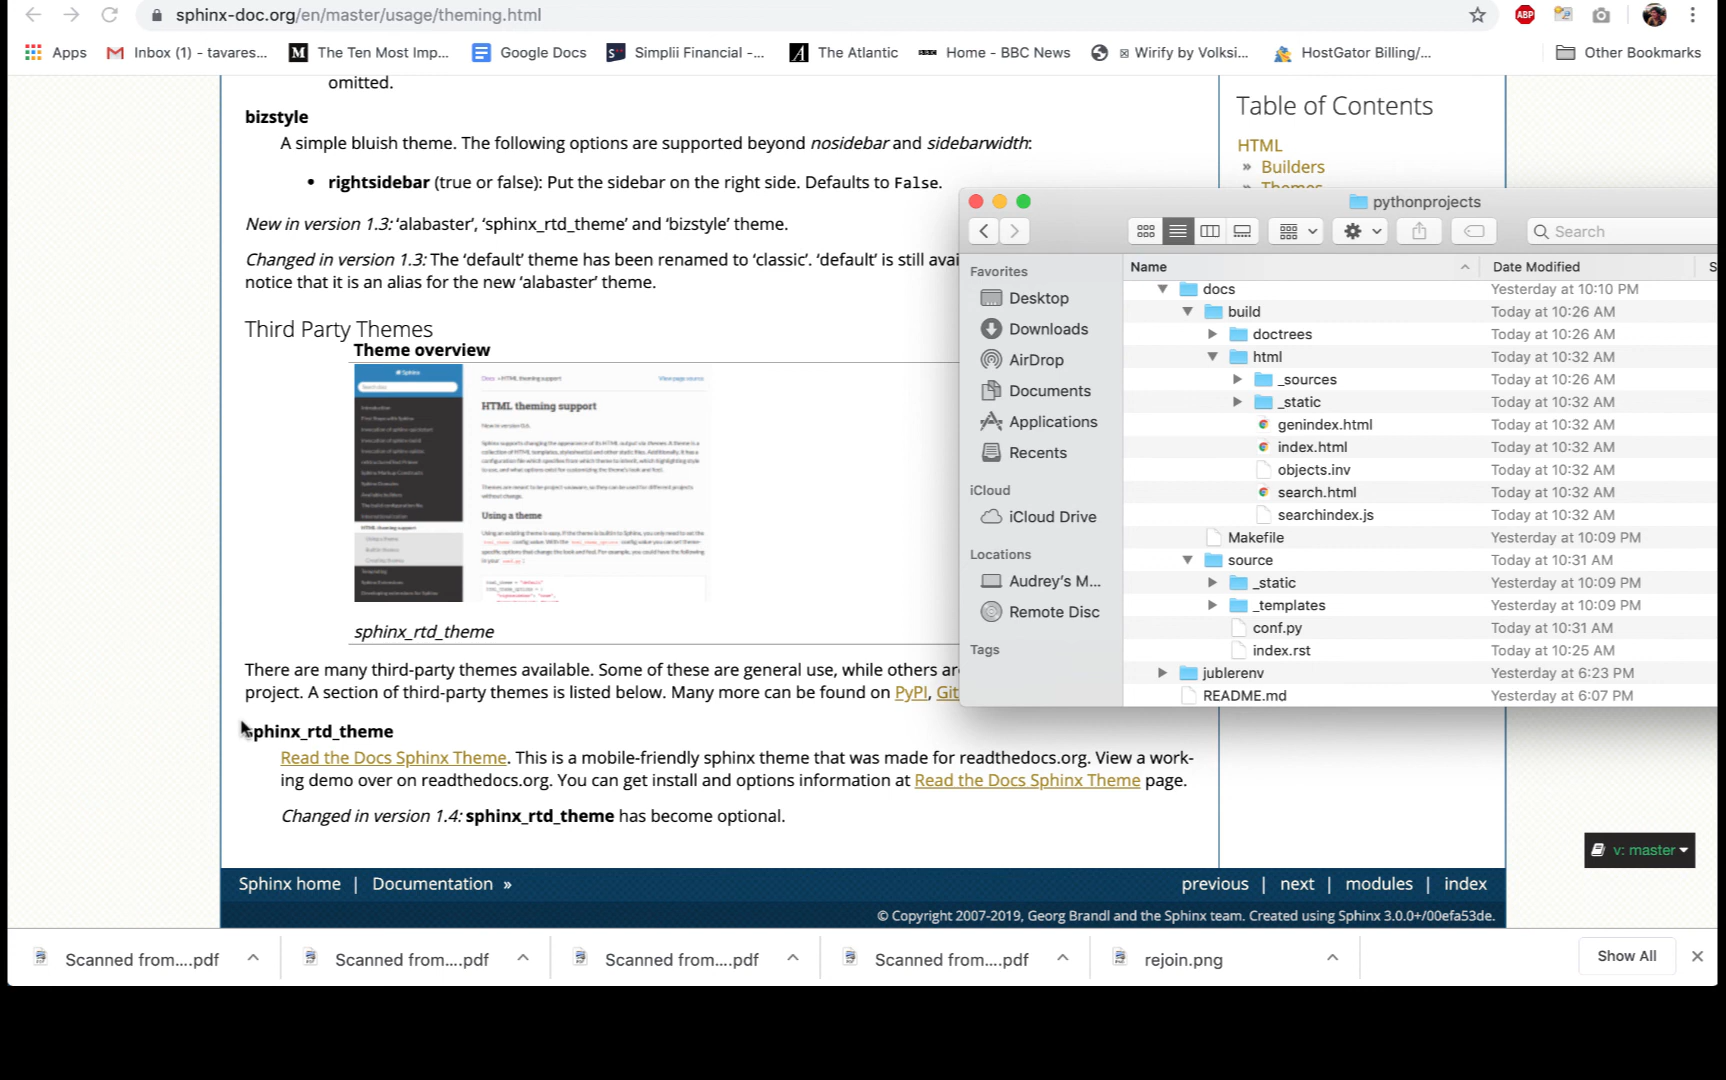 sphinx-doc.org/en/master/usage/theming.html
ABP
Apps
Inbox (1) - tavares...
M The Ten Most Imp...
Google Docs
Simplii Financial -...
A The Atlantic
BBC Home - BBC News
Wirify by Volksi...
HostGator Billing/...
Other Bookmarks
omitted.
bizstyle
A simple bluish theme. The following options are supported beyond nosidebar and sidebarwidth:
• rightsidebar (true or false): Put the sidebar on the right side. Defaults to False.
New in version 1.3: ‘alabaster’, ‘sphinx_rtd_theme’ and ‘bizstyle’ theme.
Changed in version 1.3: The ‘default’ theme has been renamed to ‘classic’. ‘default’ is still avai
notice that it is an alias for the new ‘alabaster’ theme.
Third Party Themes
Theme overview
Sphinx
Search docs
Docs » HTML theming support
View page source
HTML theming support
New in version 0.6.
Using a theme
sphinx_rtd_theme
There are many third-party themes available. Some of these are general use, while others are
project. A section of third-party themes is listed below. Many more can be found on PyPI, Git
sphinx_rtd_theme
Read the Docs Sphinx Theme. This is a mobile-friendly sphinx theme that was made for readthedocs.org. View a work-
ing demo over on readthedocs.org. You can get install and options information at Read the Docs Sphinx Theme page.
Changed in version 1.4: sphinx_rtd_theme has become optional.
Table of Contents
HTML
» Builders
» Themes
pythonprojects
Search
Favorites
Desktop
Downloads
AirDrop
Documents
Applications
Recents
iCloud
iCloud Drive
Locations
Audrey’s M...
Remote Disc
Tags
Name Date Modified S
docs Yesterday at 10:10 PM
build Today at 10:26 AM
doctrees Today at 10:26 AM
html Today at 10:32 AM
_sources Today at 10:26 AM
_static Today at 10:32 AM
genindex.html Today at 10:32 AM
index.html Today at 10:32 AM
objects.inv Today at 10:32 AM
search.html Today at 10:32 AM
searchindex.js Today at 10:32 AM
Makefile Yesterday at 10:09 PM
source Today at 10:31 AM
_static Yesterday at 10:09 PM
_templates Yesterday at 10:09 PM
conf.py Today at 10:31 AM
index.rst Today at 10:25 AM
jublerenv Yesterday at 6:23 PM
README.md Yesterday at 6:07 PM
v: master
Sphinx home | Documentation »
previous | next | modules | index
© Copyright 2007-2019, Georg Brandl and the Sphinx team. Created using Sphinx 3.0.0+/00efa53de.
Scanned from....pdf
Scanned from....pdf
Scanned from....pdf
Scanned from....pdf
rejoin.png
Show All